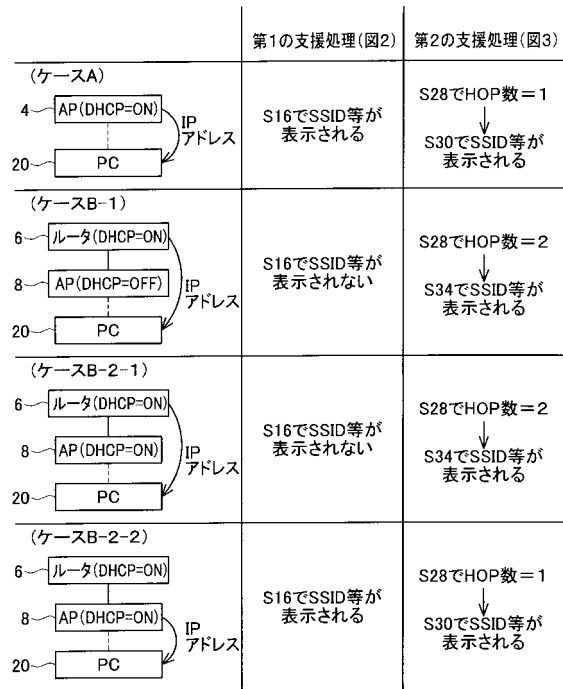 第1の支援処理(図2)
第2の支援処理(図3)
(ケースA)
4
AP(DHCP=ON)
IP
アドレス
20
PC
S16でSSID等が
表示される
S28でHOP数=1
S30でSSID等が
表示される
(ケースB-1)
6
ルータ(DHCP=ON)
8
AP(DHCP=OFF)
IP
アドレス
20
PC
S16でSSID等が
表示されない
S28でHOP数=2
S34でSSID等が
表示される
(ケースB-2-1)
6
ルータ(DHCP=ON)
8
AP(DHCP=ON)
IP
アドレス
20
PC
S16でSSID等が
表示されない
S28でHOP数=2
S34でSSID等が
表示される
(ケースB-2-2)
6
ルータ(DHCP=ON)
8
AP(DHCP=ON)
IP
アドレス
20
PC
S16でSSID等が
表示される
S28でHOP数=1
S30でSSID等が
表示される